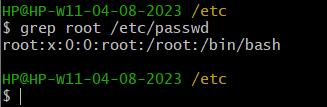 HP@HP-W11-04-08-2023 /etc
$ grep root /etc/passwd
root:x:0:0:root:/root:/bin/bash
HP@HP-W11-04-08-2023 /etc
$